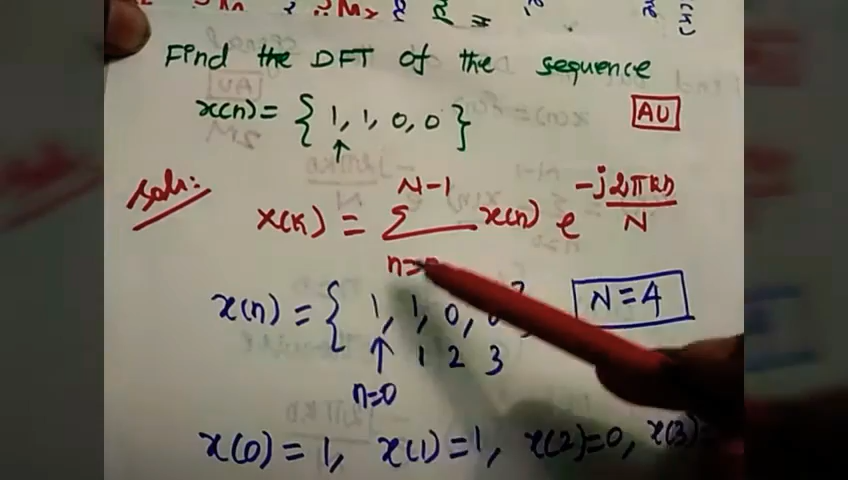 Find the DFT of the sequence
x(n) = { 1, 1, 0, 0 }
↑
AU
Soln:
N-1
X(K) = Σ x(n) e^{-j2πkn/N}
n=
x(n) = { 1, 1, 0, 0 }
N=4
↑ 1 2 3
n=0
x(0) = 1, x(1) = 1, x(2) = 0, x(3) =